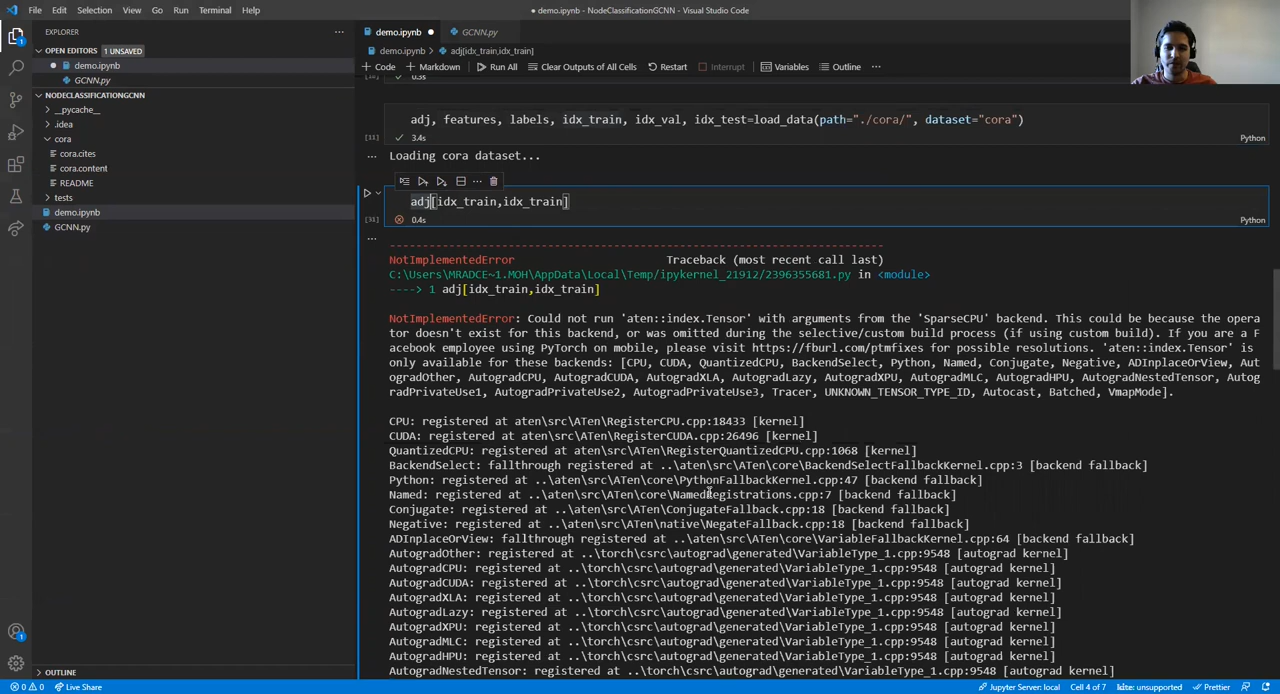 File Edit Selection View Go Run Terminal Help
● demo.ipynb - NodeClassificationGCNN - Visual Studio Code
EXPLORER
OPEN EDITORS 1 UNSAVED
demo.ipynb
GCNN.py
NODECLASSIFICATIONGCNN
__pycache__
.idea
cora
cora.cites
cora.content
README
tests
demo.ipynb
GCNN.py
OUTLINE
demo.ipynb
GCNN.py
demo.ipynb > adj[idx_train,idx_train]
+ Code + Markdown Run All Clear Outputs of All Cells Restart Interrupt Variables Outline ...
adj, features, labels, idx_train, idx_val, idx_test=load_data(path="./cora/", dataset="cora")
[11] 3.4s Python
Loading cora dataset...
adj[idx_train,idx_train]
[31] 0.4s Python
---------------------------------------------------------------------------
NotImplementedError Traceback (most recent call last)
C:\Users\MRADCE~1.MOH\AppData\Local\Temp/ipykernel_21912/2396355681.py in <module>
----> 1 adj[idx_train,idx_train]
NotImplementedError: Could not run 'aten::index.Tensor' with arguments from the 'SparseCPU' backend. This could be because the opera
tor doesn't exist for this backend, or was omitted during the selective/custom build process (if using custom build). If you are a F
acebook employee using PyTorch on mobile, please visit https://fburl.com/ptmfixes for possible resolutions. 'aten::index.Tensor' is
only available for these backends: [CPU, CUDA, QuantizedCPU, BackendSelect, Python, Named, Conjugate, Negative, ADInplaceOrView, Aut
ogradOther, AutogradCPU, AutogradCUDA, AutogradXLA, AutogradLazy, AutogradXPU, AutogradMLC, AutogradHPU, AutogradNestedTensor, Autog
radPrivateUse1, AutogradPrivateUse2, AutogradPrivateUse3, Tracer, UNKNOWN_TENSOR_TYPE_ID, Autocast, Batched, VmapMode].
CPU: registered at aten\src\ATen\RegisterCPU.cpp:18433 [kernel]
CUDA: registered at aten\src\ATen\RegisterCUDA.cpp:26496 [kernel]
QuantizedCPU: registered at aten\src\ATen\RegisterQuantizedCPU.cpp:1068 [kernel]
BackendSelect: fallthrough registered at ..\aten\src\ATen\core\BackendSelectFallbackKernel.cpp:3 [backend fallback]
Python: registered at ..\aten\src\ATen\core\PythonFallbackKernel.cpp:47 [backend fallback]
Named: registered at ..\aten\src\ATen\core\NamedRegistrations.cpp:7 [backend fallback]
Conjugate: registered at ..\aten\src\ATen\ConjugateFallback.cpp:18 [backend fallback]
Negative: registered at ..\aten\src\ATen\native\NegateFallback.cpp:18 [backend fallback]
ADInplaceOrView: fallthrough registered at ..\aten\src\ATen\core\VariableFallbackKernel.cpp:64 [backend fallback]
AutogradOther: registered at ..\torch\csrc\autograd\generated\VariableType_1.cpp:9548 [autograd kernel]
AutogradCPU: registered at ..\torch\csrc\autograd\generated\VariableType_1.cpp:9548 [autograd kernel]
AutogradCUDA: registered at ..\torch\csrc\autograd\generated\VariableType_1.cpp:9548 [autograd kernel]
AutogradXLA: registered at ..\torch\csrc\autograd\generated\VariableType_1.cpp:9548 [autograd kernel]
AutogradLazy: registered at ..\torch\csrc\autograd\generated\VariableType_1.cpp:9548 [autograd kernel]
AutogradXPU: registered at ..\torch\csrc\autograd\generated\VariableType_1.cpp:9548 [autograd kernel]
AutogradMLC: registered at ..\torch\csrc\autograd\generated\VariableType_1.cpp:9548 [autograd kernel]
AutogradHPU: registered at ..\torch\csrc\autograd\generated\VariableType_1.cpp:9548 [autograd kernel]
AutogradNestedTensor: registered at ..\torch\csrc\autograd\generated\VariableType_1.cpp:9548 [autograd kernel]
0 0 Live Share
Jupyter Server: local Cell 4 of 7 kite: unsupported Prettier